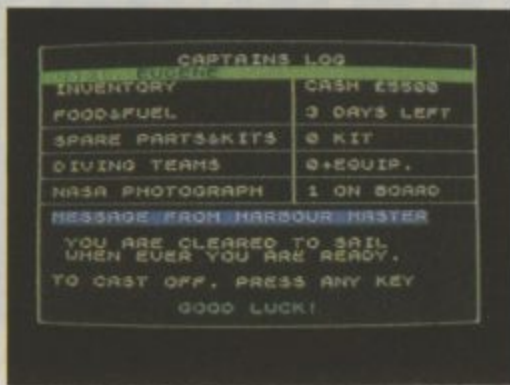 CAPTAINS LOG
EUGENE
INVENTORY CASH £5500
FOOD&FUEL 3 DAYS LEFT
SPARE PARTS&KITS 0 KIT
DIVING TEAMS 0+EQUIP.
NASA PHOTOGRAPH 1 ON BOARD
MESSAGE FROM HARBOUR MASTER
YOU ARE CLEARED TO SAIL
WHEN EVER YOU ARE READY.
TO CAST OFF, PRESS ANY KEY
GOOD LUCK!